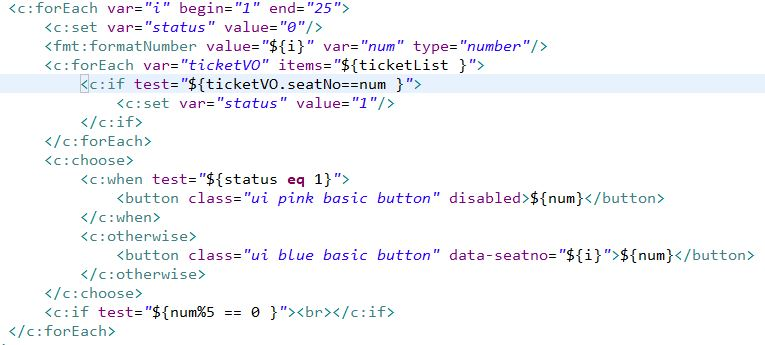 <c:forEach var="i" begin="1" end="25">
    <c:set var="status" value="0"/>
    <fmt:formatNumber value="${i}" var="num" type="number"/>
    <c:forEach var="ticketVO" items="${ticketList }">
        <c:if test="${ticketVO.seatNo==num }">
            <c:set var="status" value="1"/>
        </c:if>
    </c:forEach>
    <c:choose>
        <c:when test="${status eq 1}">
            <button class="ui pink basic button" disabled>${num}</button>
        </c:when>
        <c:otherwise>
            <button class="ui blue basic button" data-seatno="${i}">${num}</button>
        </c:otherwise>
    </c:choose>
    <c:if test="${num%5 == 0 }"><br></c:if>
</c:forEach>